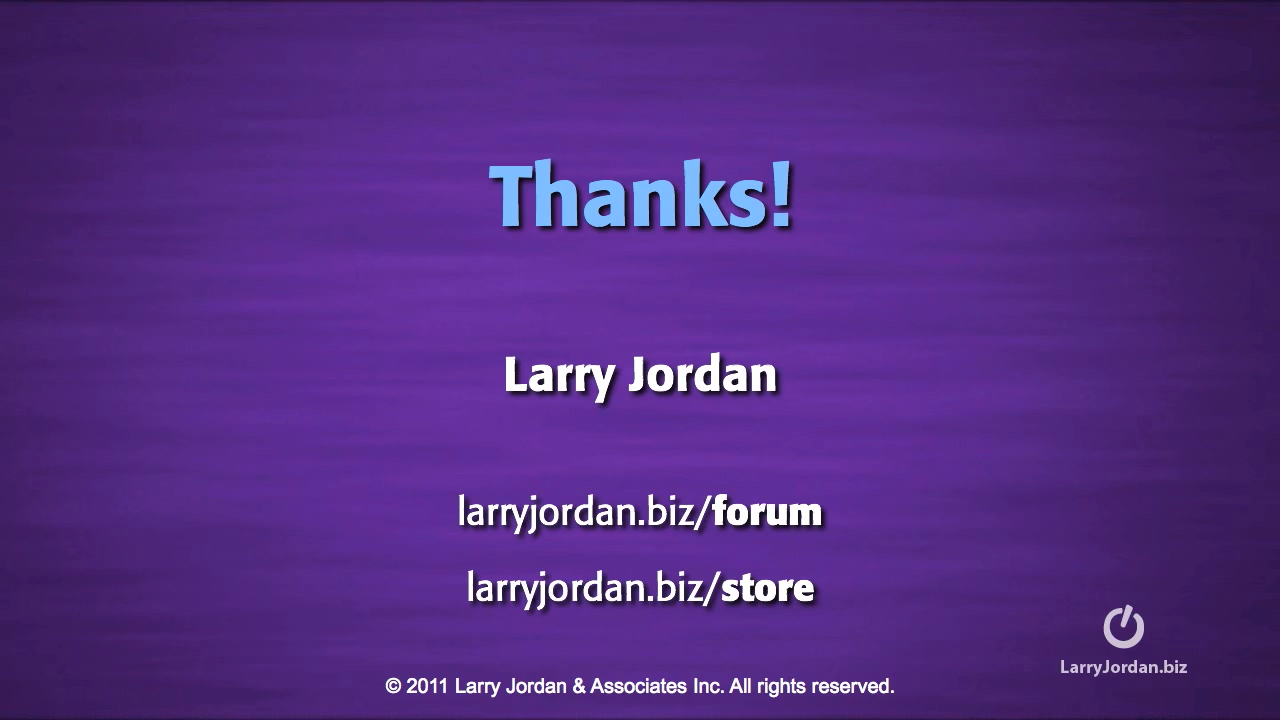 Thanks!
Larry Jordan
larryjordan.biz/forum
larryjordan.biz/store
LarryJordan.biz
© 2011 Larry Jordan & Associates Inc. All rights reserved.